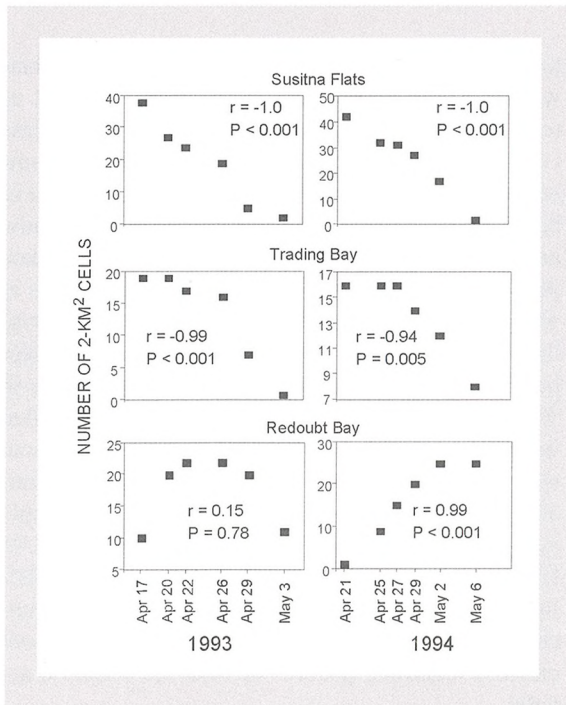 Susitna Flats
NUMBER OF 2-KM² CELLS
40
30
20
10
0
r = -1.0
P < 0.001
50
40
30
20
10
0
r = -1.0
P < 0.001
Trading Bay
20
15
10
5
0
r = -0.99
P < 0.001
17
15
13
11
9
7
r = -0.94
P = 0.005
Redoubt Bay
25
20
15
10
5
r = 0.15
P = 0.78
30
20
10
0
r = 0.99
P < 0.001
Apr 17
Apr 20
Apr 22
Apr 26
Apr 29
May 3
Apr 21
Apr 25
Apr 27
Apr 29
May 2
May 6
1993
1994